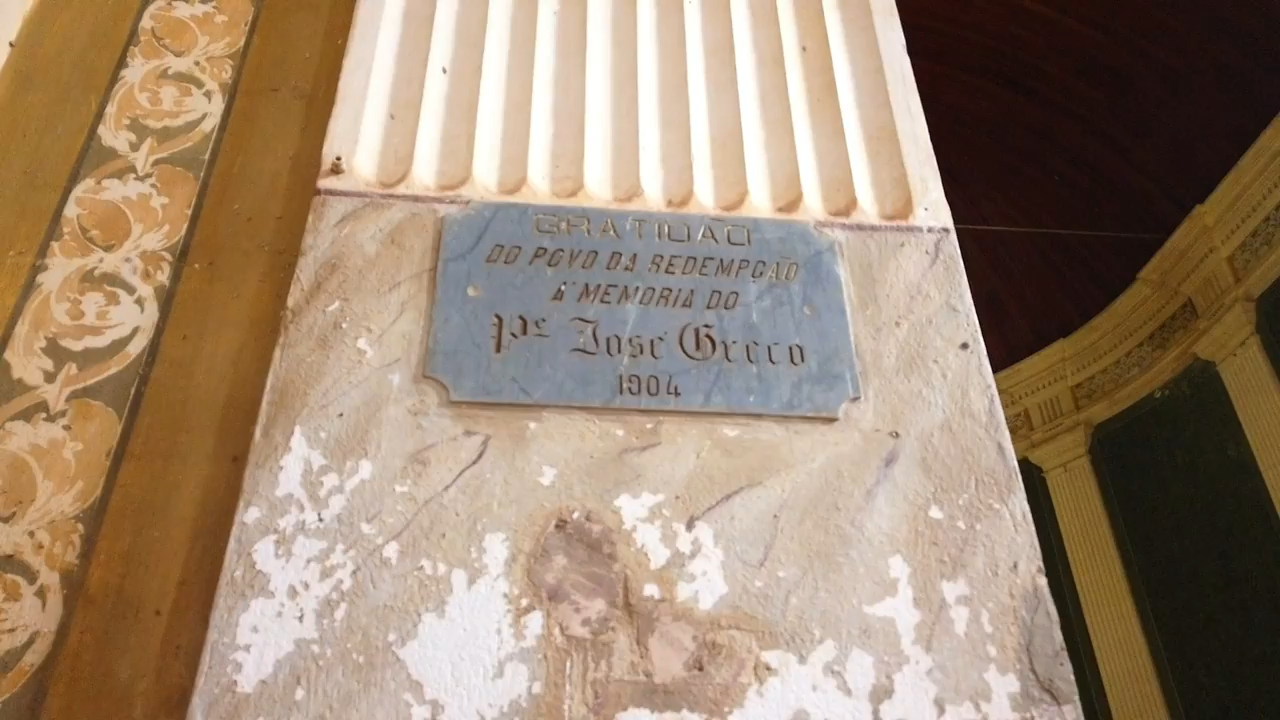 GRATIDÃO
DO POVO DA REDEMPÇÃO
Á MEMORIA DO
Pe José Greco
1904